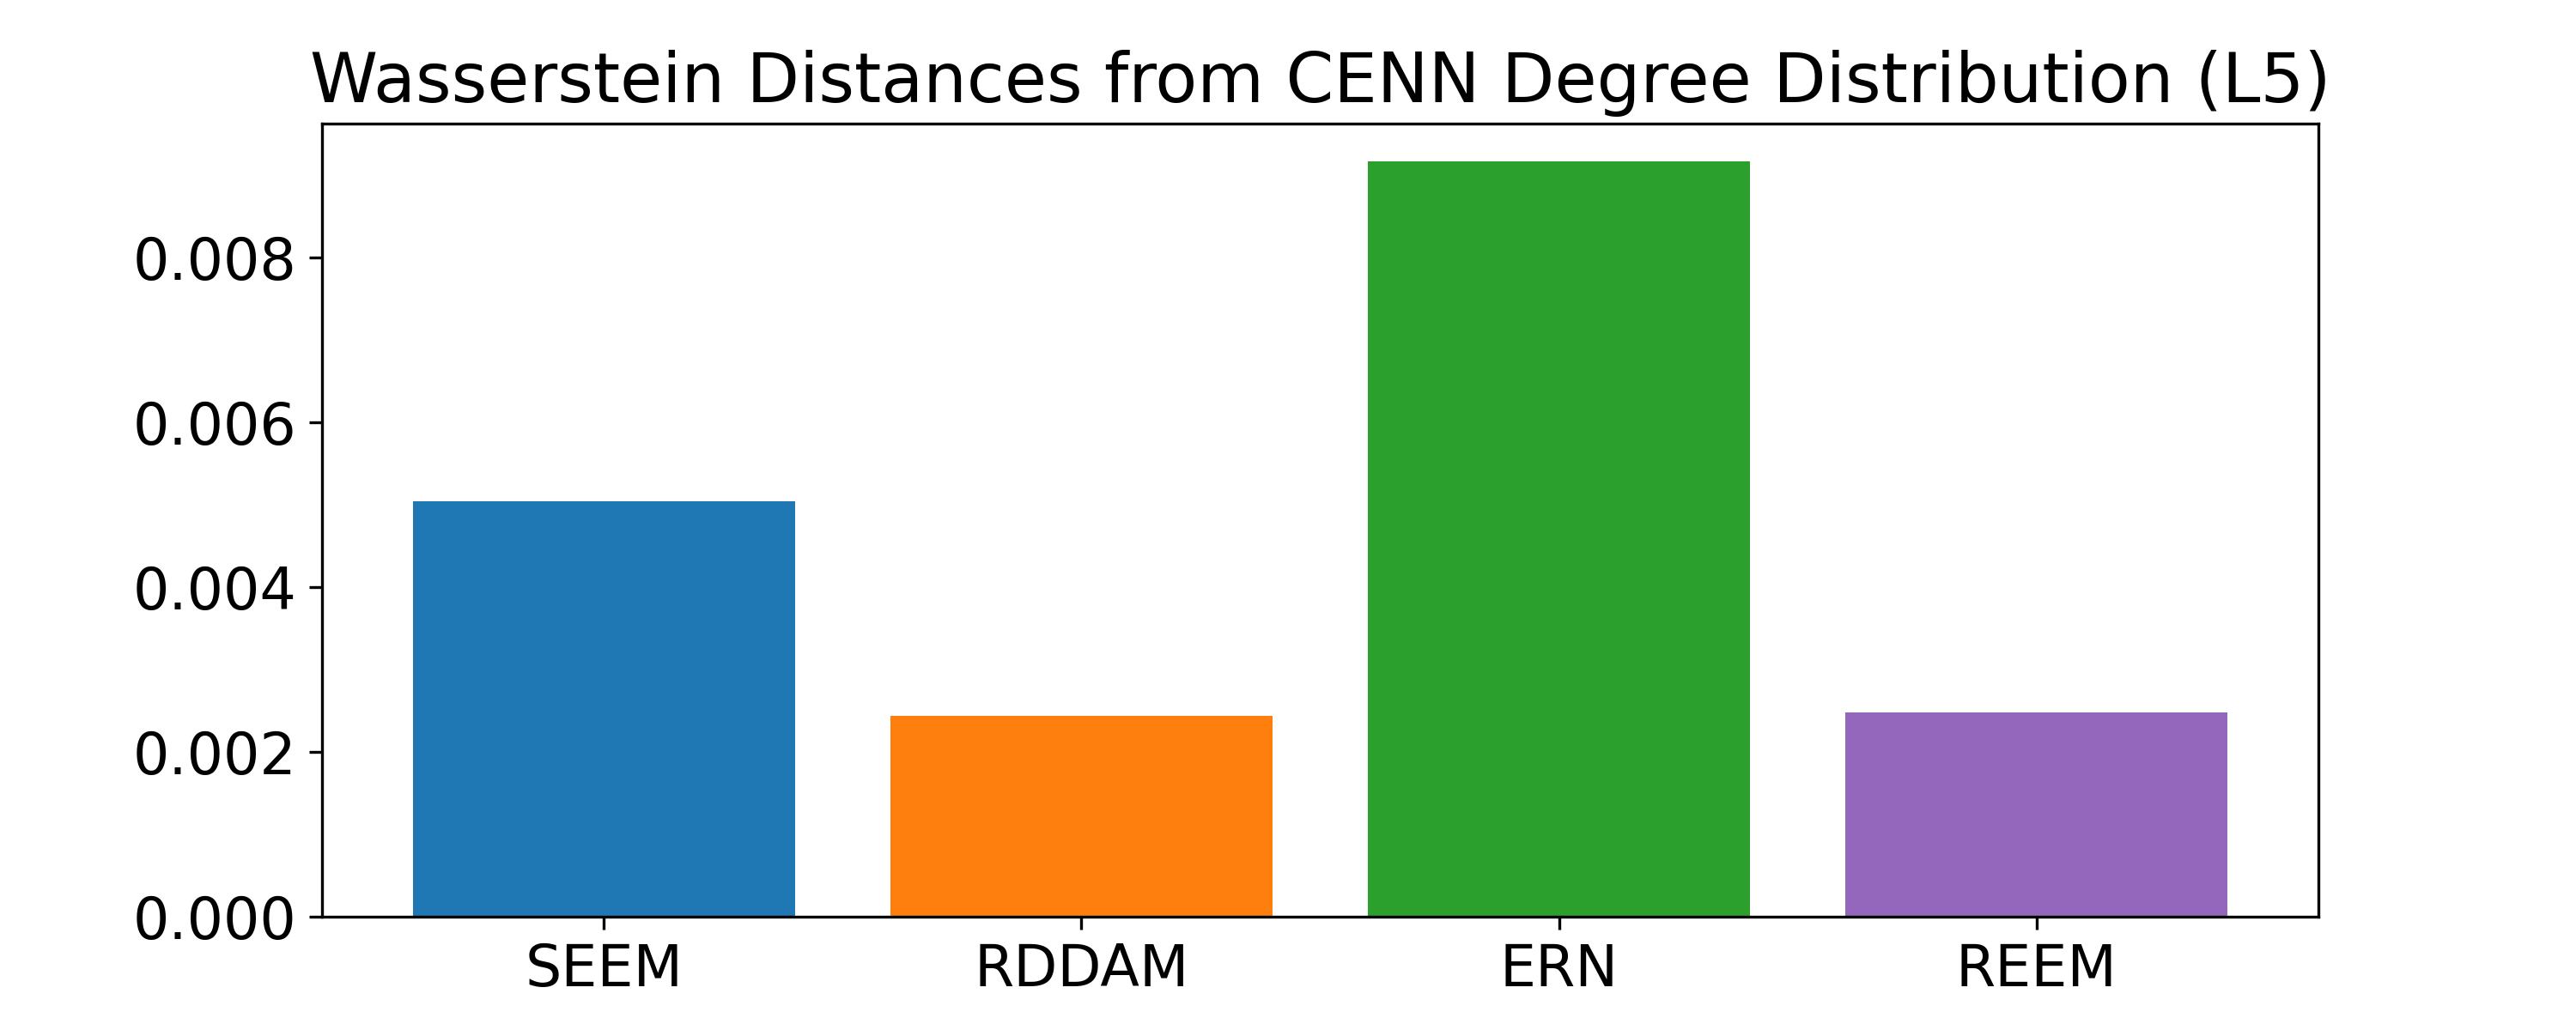 Wasserstein Distances from CENN Degree Distribution (L5)
0.008
0.006
0.004
0.002
0.000
SEEM RDDAM ERN REEM